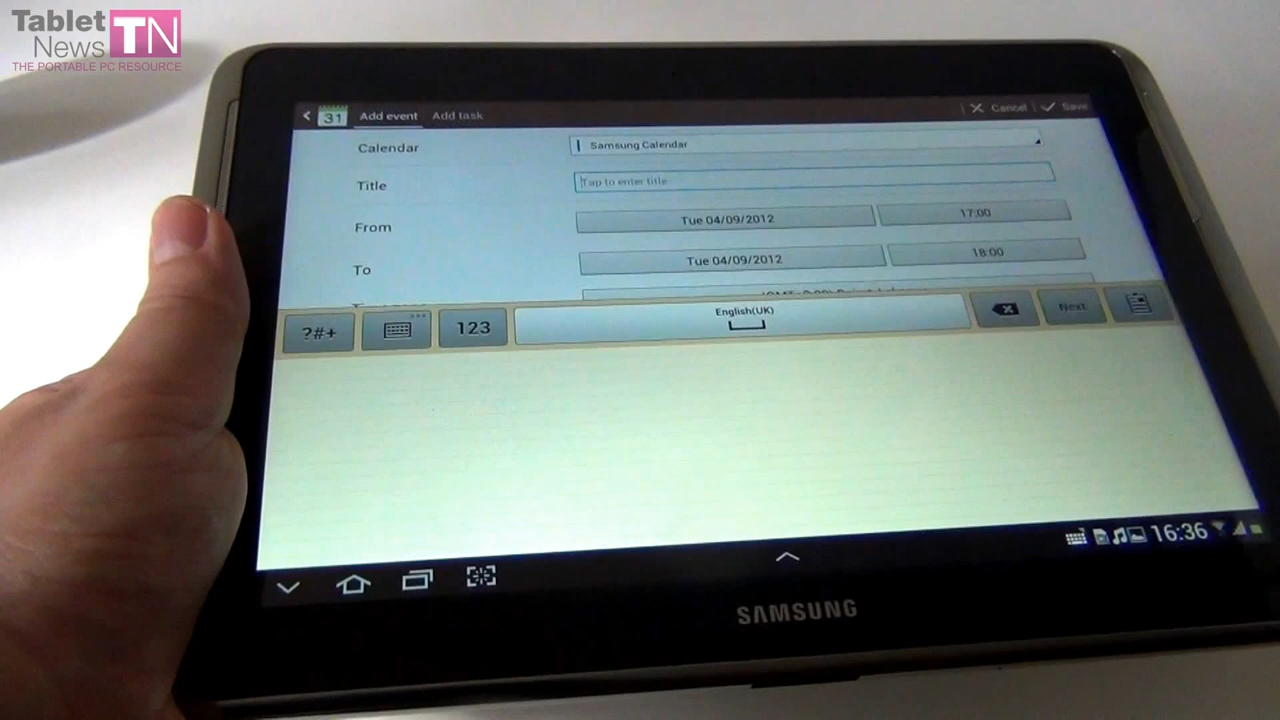 Tablet
News TN
THE PORTABLE PC RESOURCE
31 Add event Add task Cancel Save
Calendar Samsung Calendar
Title Tap to enter title
From Tue 04/09/2012 17:00
To Tue 04/09/2012 18:00
?#+ 123 English(UK) Next
16:36
SAMSUNG